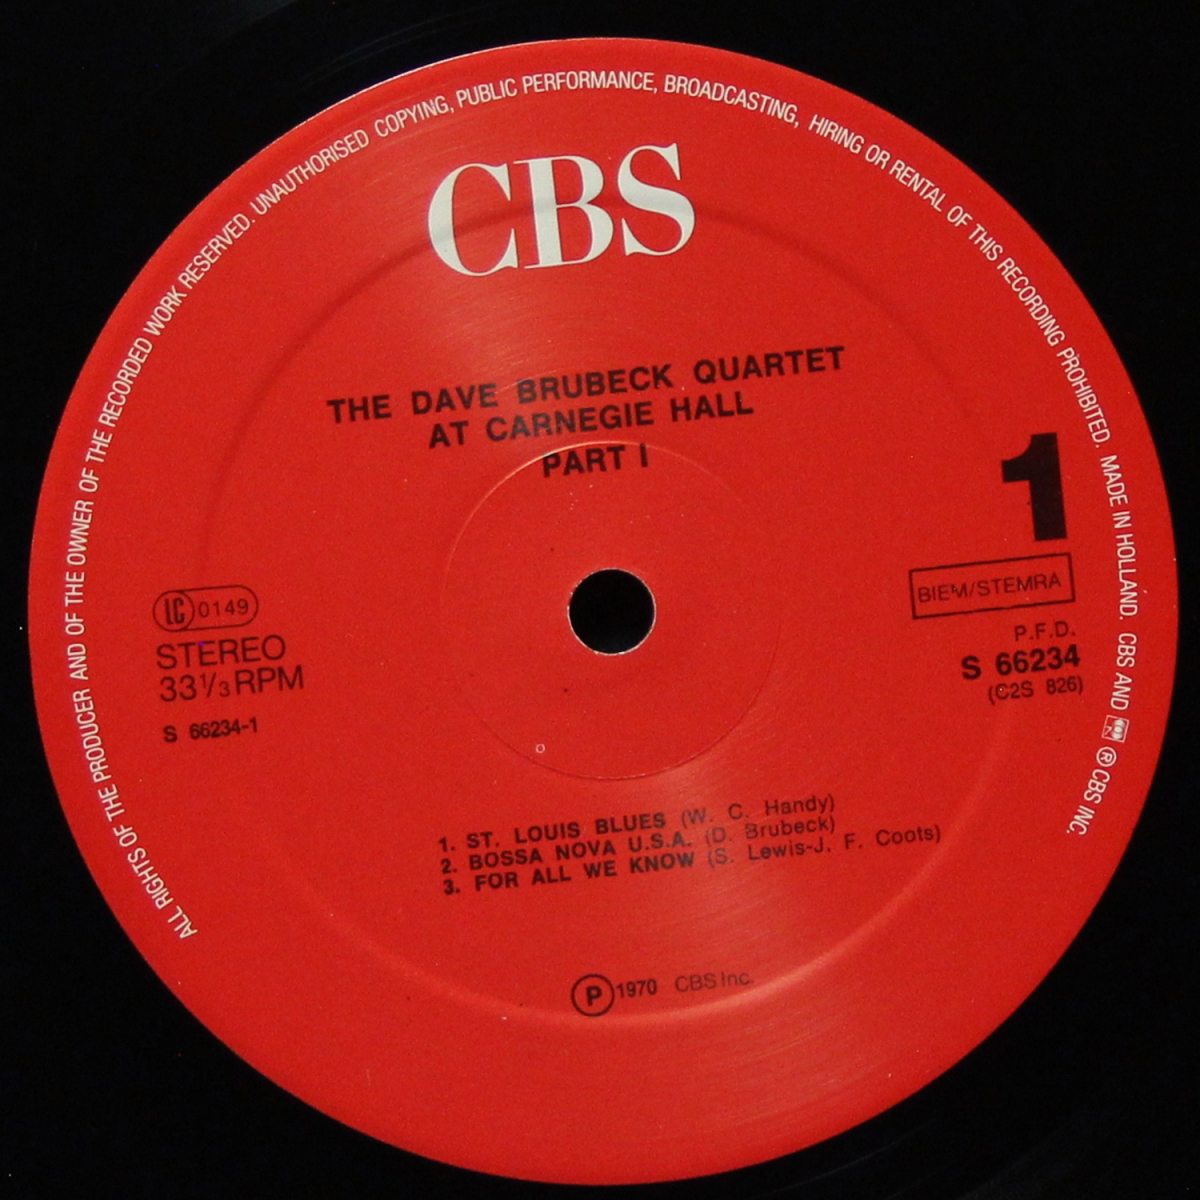 ALL RIGHTS OF THE PRODUCER AND OF THE OWNER OF THE RECORDED WORK RESERVED. UNAUTHORISED COPYING, PUBLIC PERFORMANCE, BROADCASTING, HIRING OR RENTAL OF THIS RECORDING PROHIBITED. MADE IN HOLLAND. CBS AND ® CBS INC.
CBS
THE DAVE BRUBECK QUARTET
AT CARNEGIE HALL
PART I
1
LC 0149
STEREO
33 1/3 RPM
S 66234-1
BIEM/STEMRA
P.F.D.
S 66234
(C2S 826)
1. ST. LOUIS BLUES (W. C. Handy)
2. BOSSA NOVA U.S.A. (D. Brubeck)
3. FOR ALL WE KNOW (S. Lewis-J. F. Coots)
℗ 1970 CBS Inc.